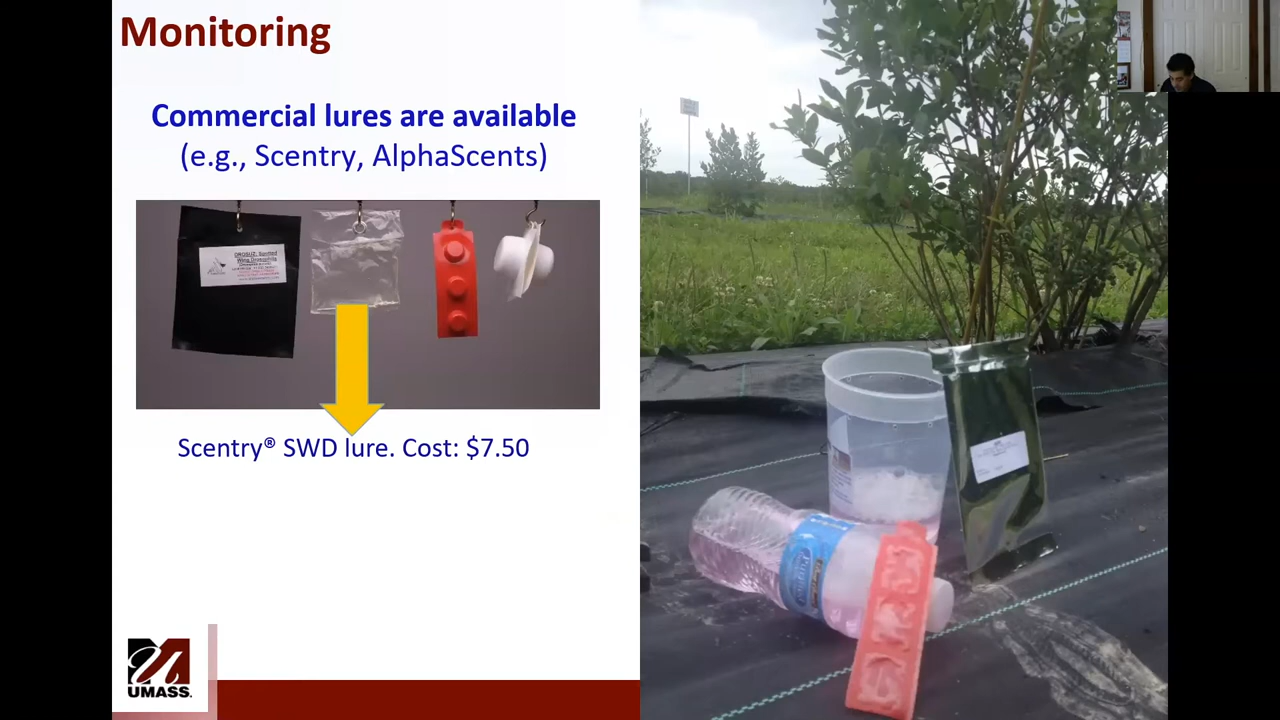 Monitoring
Commercial lures are available
(e.g., Scentry, AlphaScents)
Scentry® SWD lure. Cost: $7.50
UMASS.